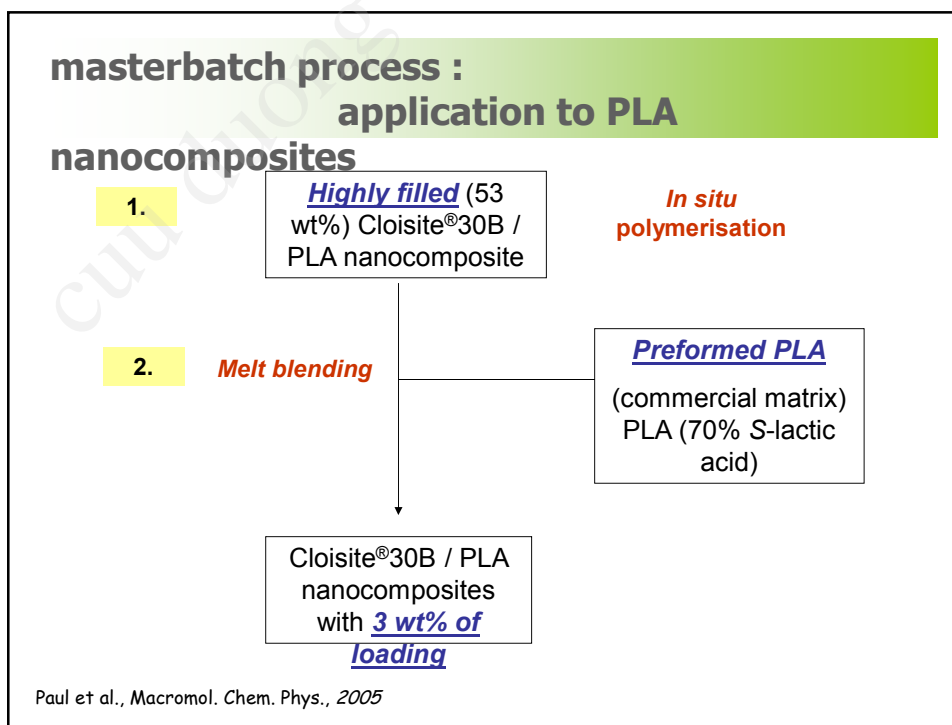 masterbatch process :
application to PLA
nanocomposites
1.
Highly filled (53
wt%) Cloisite®30B /
PLA nanocomposite
In situ
polymerisation
2.
Melt blending
Preformed PLA
(commercial matrix)
PLA (70% S-lactic
acid)
Cloisite®30B / PLA
nanocomposites
with 3 wt% of
loading
Paul et al., Macromol. Chem. Phys., 2005
cuu duong